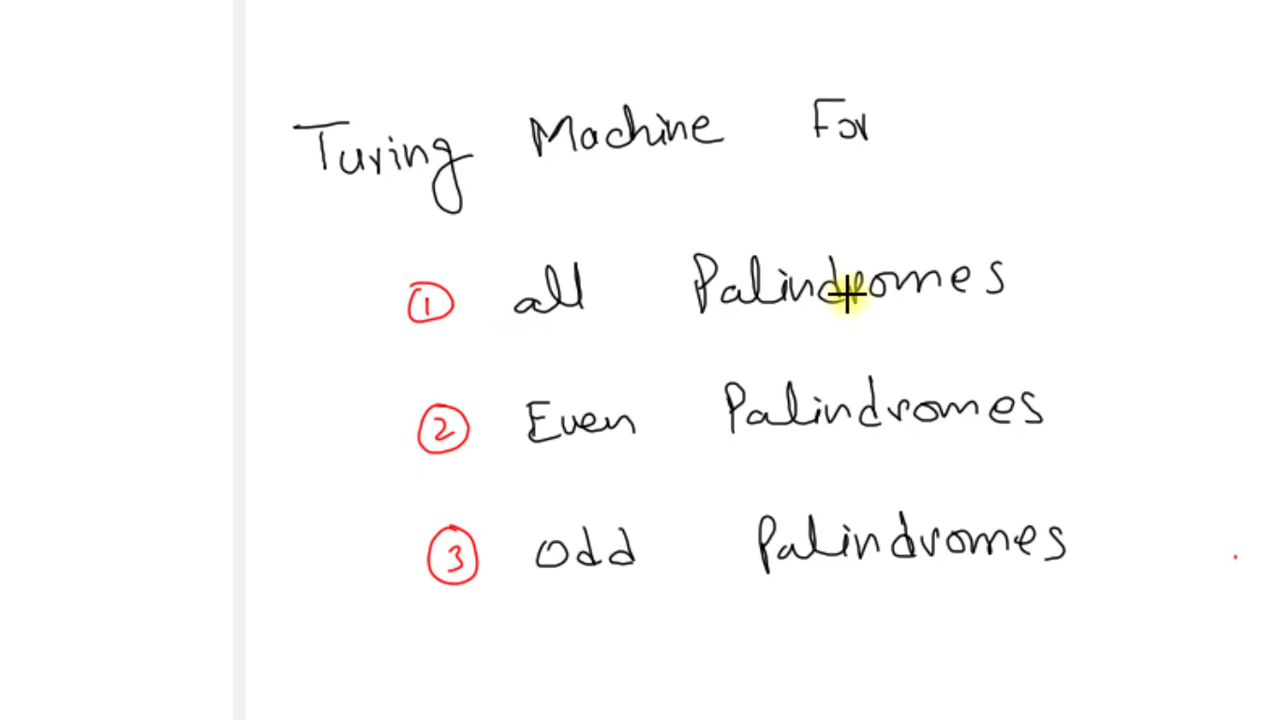 Turing Machine For
① all Palindromes
② Even Palindromes
③ Odd Palindromes